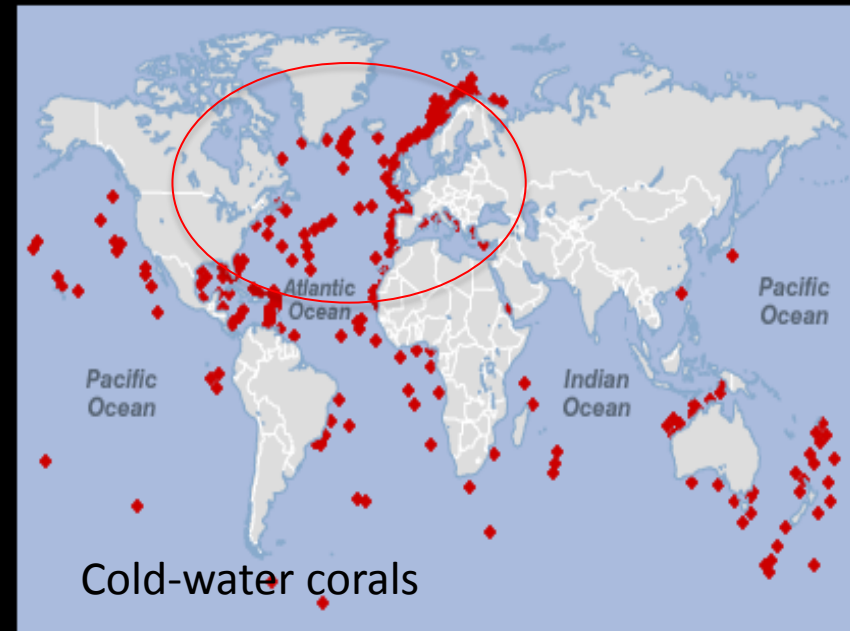 Atlantic
Ocean
Pacific
Ocean
Pacific
Ocean
Indian
Ocean
Cold-water corals